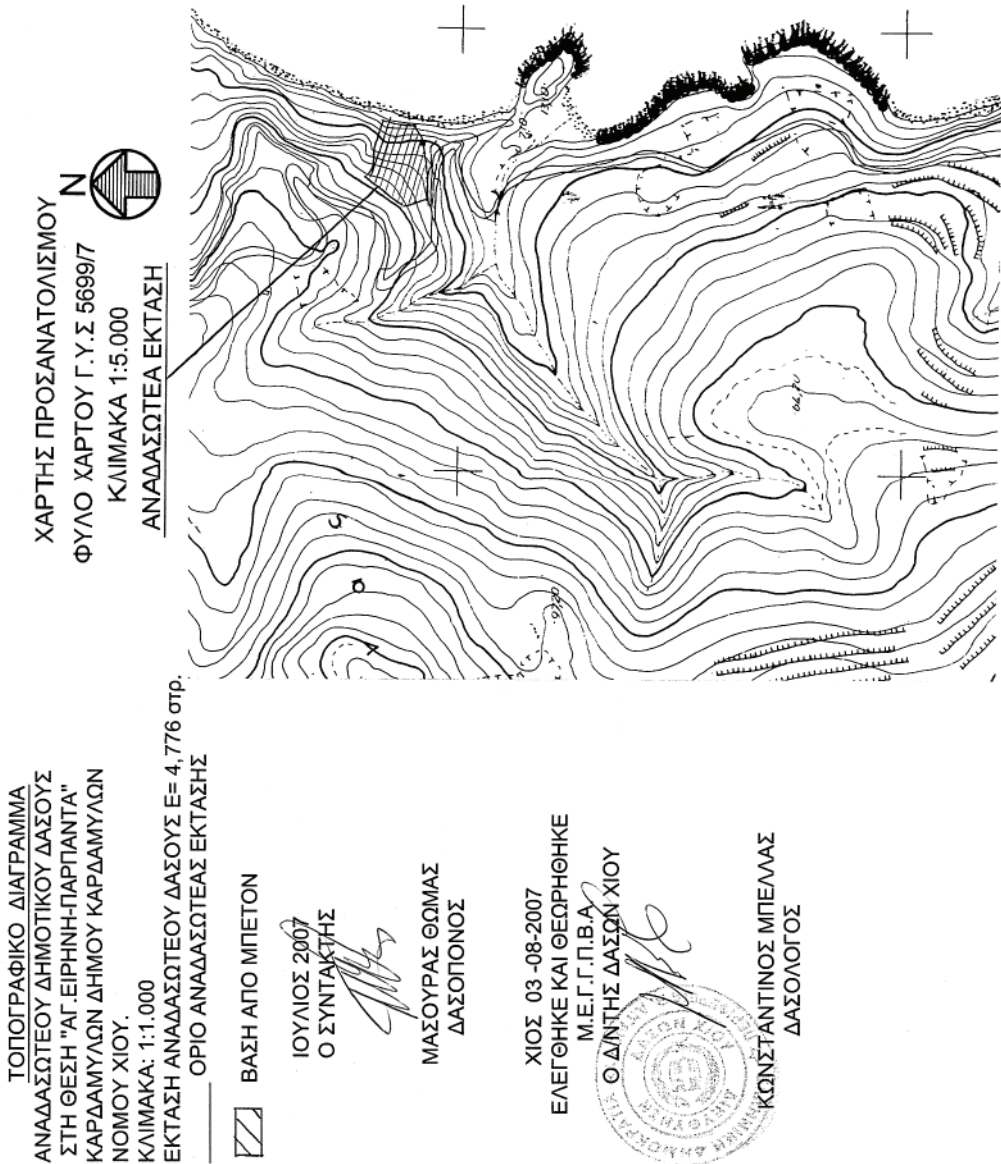 ΤΟΠΟΓΡΑΦΙΚΟ ΔΙΑΓΡΑΜΜΑ
ΑΝΑΔΑΣΩΤΕΟΥ ΔΗΜΟΤΙΚΟΥ ΔΑΣΟΥΣ
ΣΤΗ ΘΕΣΗ "ΑΓ.ΕΙΡΗΝΗ-ΠΑΡΠΑΝΤΑ"
ΚΑΡΔΑΜΥΛΩΝ ΔΗΜΟΥ ΚΑΡΔΑΜΥΛΩΝ
ΝΟΜΟΥ ΧΙΟΥ.
ΚΛΙΜΑΚΑ: 1:1.000
ΕΚΤΑΣΗ ΑΝΑΔΑΣΩΤΕΟΥ ΔΑΣΟΥΣ Ε= 4,776 στρ.
ΟΡΙΟ ΑΝΑΔΑΣΩΤΕΑΣ ΕΚΤΑΣΗΣ
ΒΑΣΗ ΑΠΟ ΜΠΕΤΟΝ
ΙΟΥΛΙΟΣ 2007
Ο ΣΥΝΤΑΚΤΗΣ
ΜΑΣΟΥΡΑΣ ΘΩΜΑΣ
ΔΑΣΟΠΟΝΟΣ
ΧΙΟΣ 03 -08-2007
ΕΛΕΓΘΗΚΕ ΚΑΙ ΘΕΩΡΗΘΗΚΕ
Μ.Ε.Γ.Γ.Π.Β.Α
Ο Δ/ΝΤΗΣ ΔΑΣΩΝ ΧΙΟΥ
ΚΩΝΣΤΑΝΤΙΝΟΣ ΜΠΕΛΛΑΣ
ΔΑΣΟΛΟΓΟΣ
ΧΑΡΤΗΣ ΠΡΟΣΑΝΑΤΟΛΙΣΜΟΥ
ΦΥΛΟ ΧΑΡΤΟΥ Γ.Υ.Σ 5699/7
ΚΛΙΜΑΚΑ 1:5.000
ΑΝΑΔΑΣΩΤΕΑ ΕΚΤΑΣΗ
N